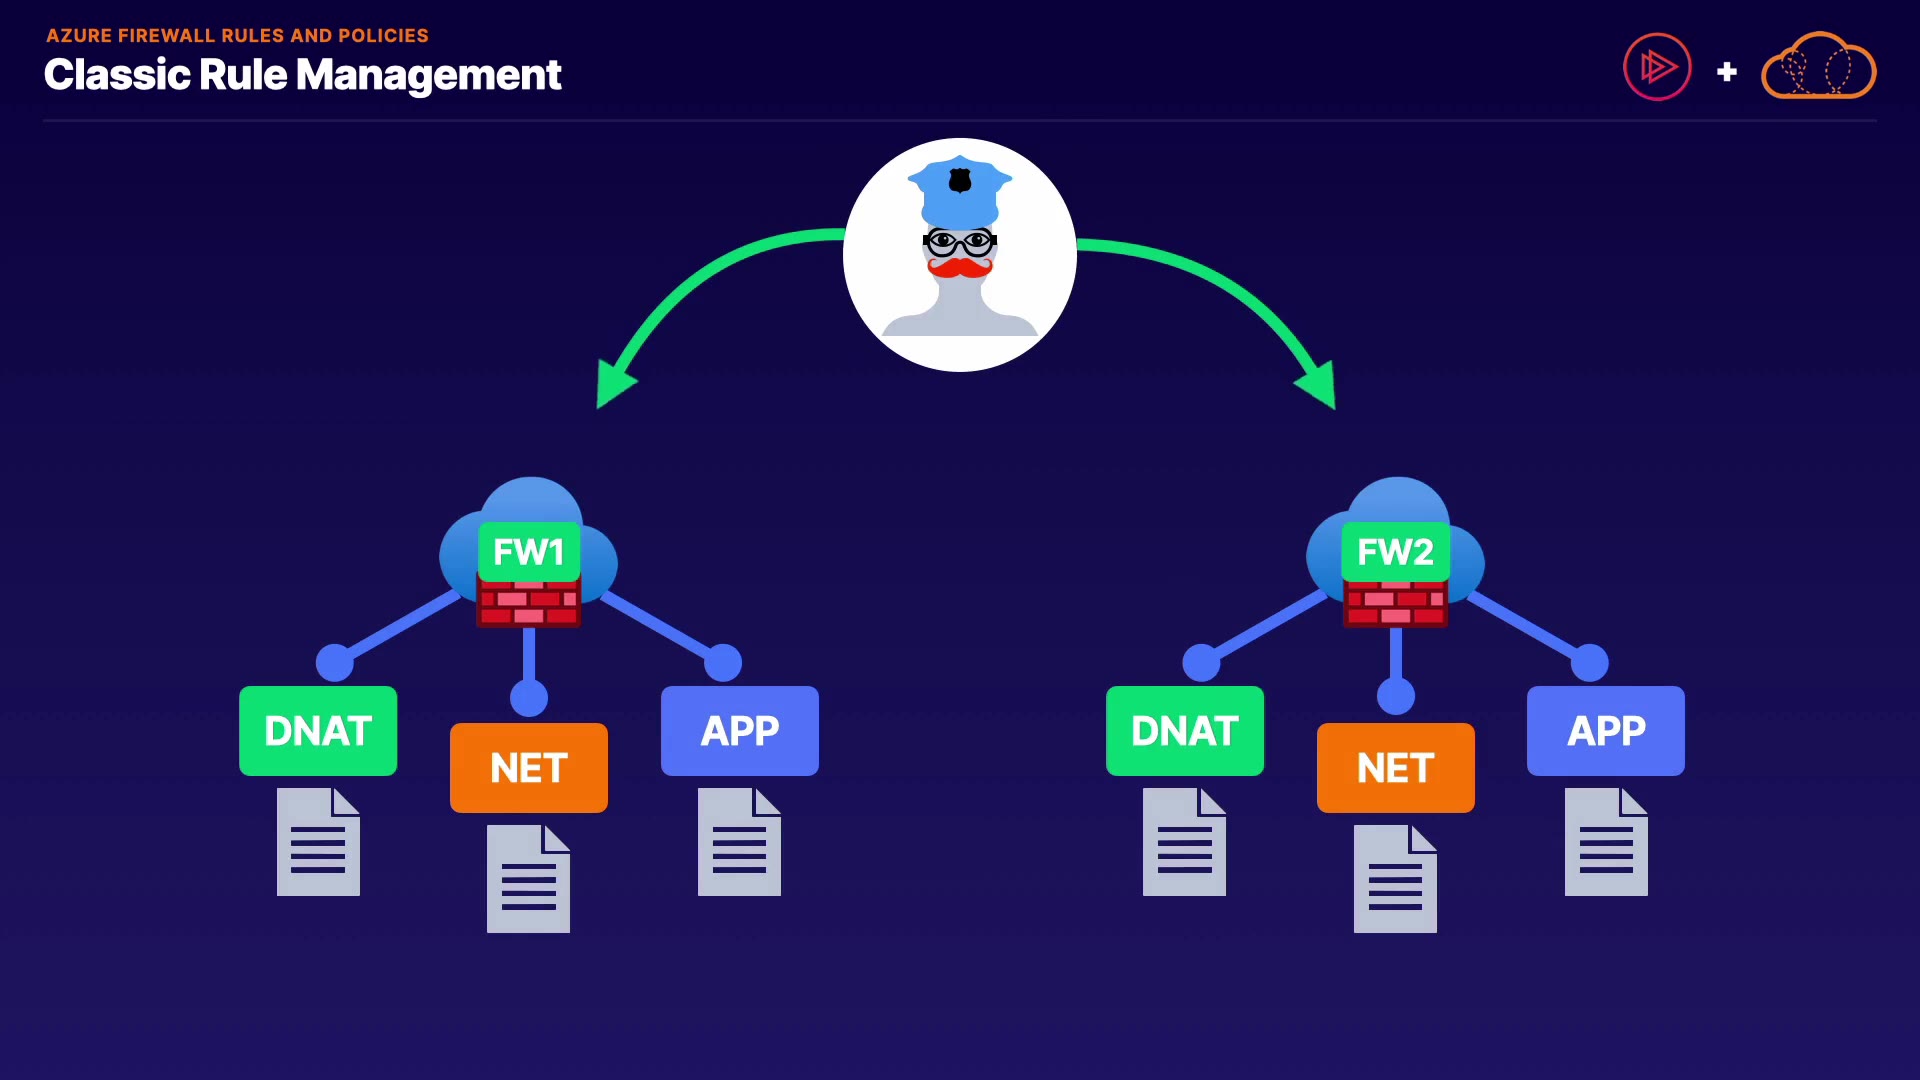 AZURE FIREWALL RULES AND POLICIES
Classic Rule Management
FW1
FW2
DNAT
NET
APP
DNAT
NET
APP